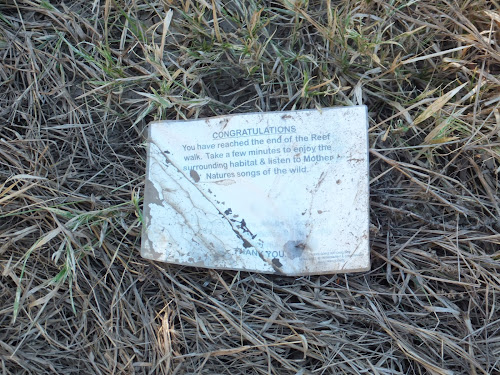 CONGRATULATIONS
You have reached the end of the Reef
walk. Take a few minutes to enjoy the
surrounding habitat & listen to Mother
Natures songs of the wild.
THANK YOU